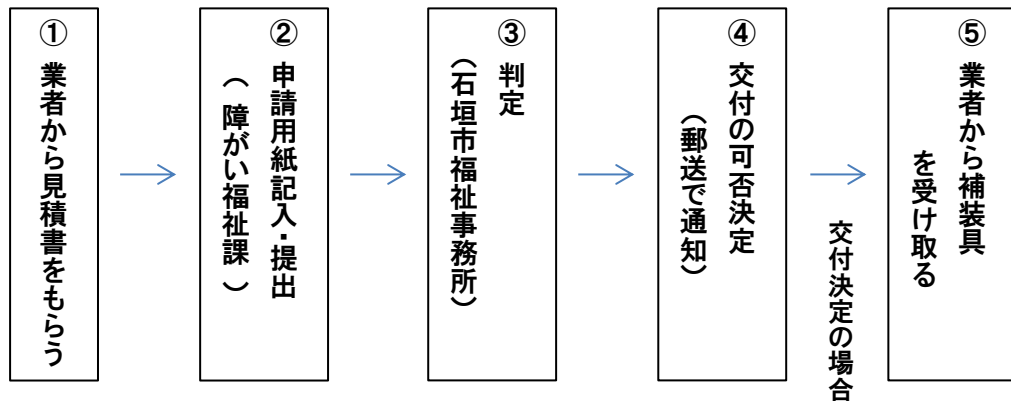 ①
業者から見積書をもらう
②
申請用紙記入・提出
(障がい福祉課)
③
判定
(石垣市福祉事務所)
④
交付の可否決定
(郵送で通知)
交付決定の場合
⑤
業者から補装具
を受け取る